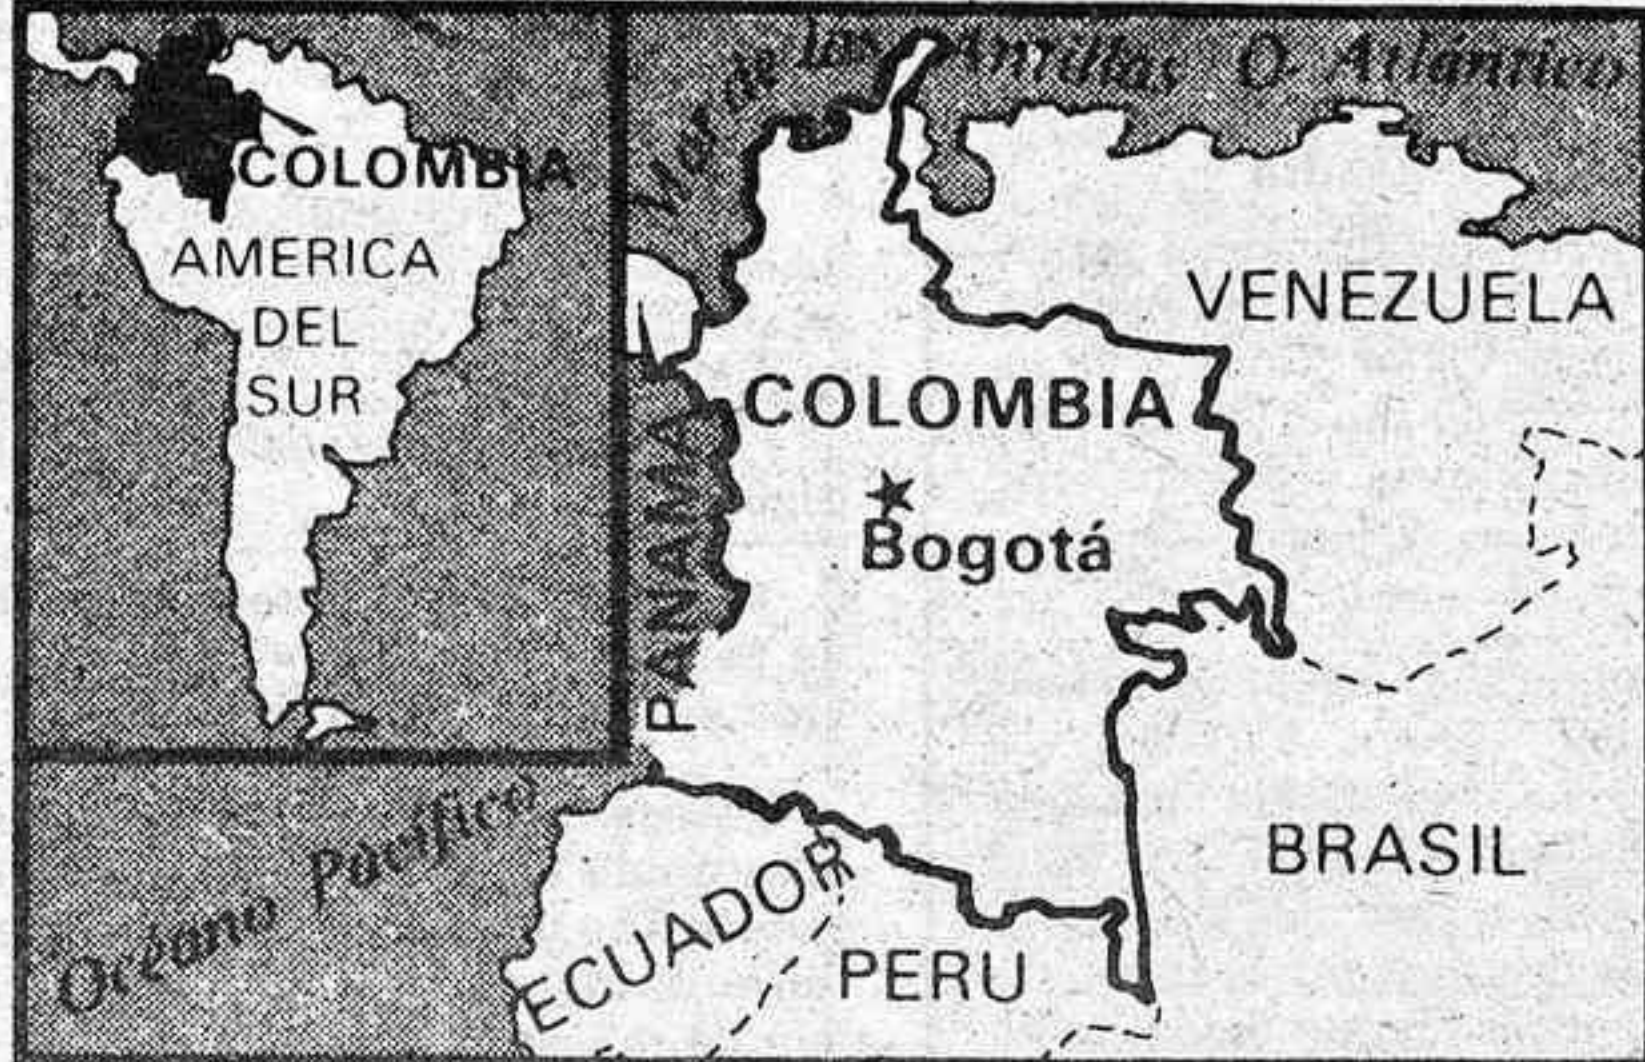 COLOMBIA
AMERICA
DEL
SUR
Mar de las Antillas O. Atlántico
VENEZUELA
COLOMBIA
Bogotá
PANAMA
Océano Pacífico
BRASIL
ECUADOR
PERU